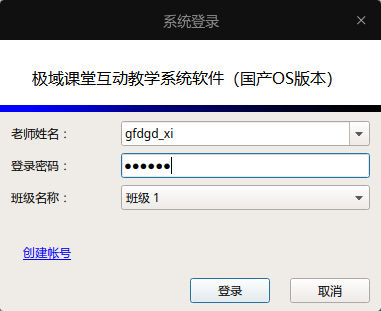 系统登录
极域课堂互动教学系统软件（国产OS版本）
老师姓名： gfdgd_xi
登录密码： ●●●●●●
班级名称： 班级 1
创建帐号
登录 取消